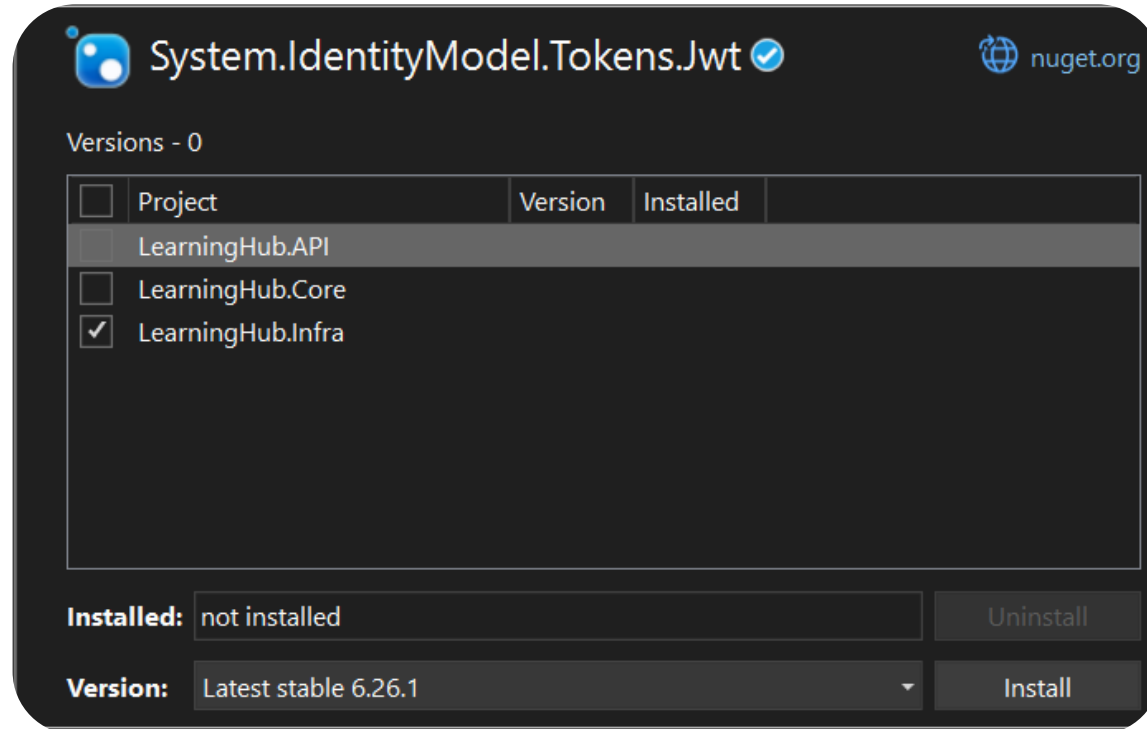 System.IdentityModel.Tokens.Jwt
nuget.org
Versions - 0
Project Version Installed
LearningHub.API
LearningHub.Core
LearningHub.Infra
Installed: not installed Uninstall
Version: Latest stable 6.26.1 Install